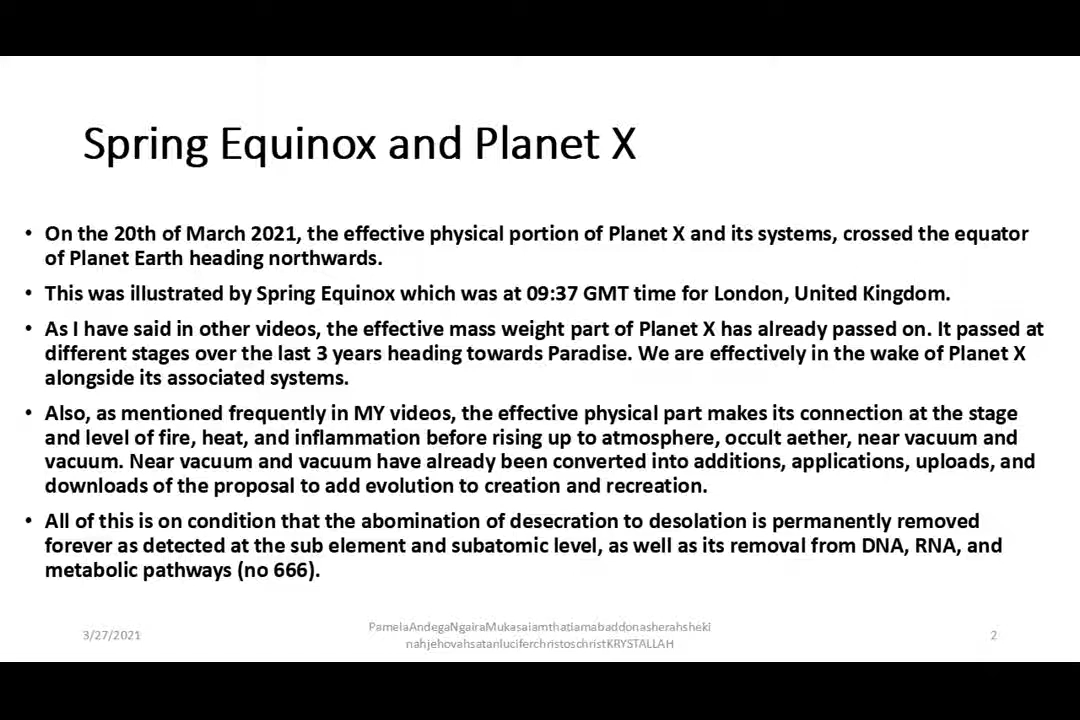 Spring Equinox and Planet X
• On the 20th of March 2021, the effective physical portion of Planet X and its systems, crossed the equator
of Planet Earth heading northwards.
• This was illustrated by Spring Equinox which was at 09:37 GMT time for London, United Kingdom.
• As I have said in other videos, the effective mass weight part of Planet X has already passed on. It passed at
different stages over the last 3 years heading towards Paradise. We are effectively in the wake of Planet X
alongside its associated systems.
• Also, as mentioned frequently in MY videos, the effective physical part makes its connection at the stage
and level of fire, heat, and inflammation before rising up to atmosphere, occult aether, near vacuum and
vacuum. Near vacuum and vacuum have already been converted into additions, applications, uploads, and
downloads of the proposal to add evolution to creation and recreation.
• All of this is on condition that the abomination of desecration to desolation is permanently removed
forever as detected at the sub element and subatomic level, as well as its removal from DNA, RNA, and
metabolic pathways (no 666).
3/27/2021
PamelaAndegaNgairaMukasaiamthatiamabaddonasherahsheki
nahjehovahsatanluciferchristoschristKRYSTALLAH
2